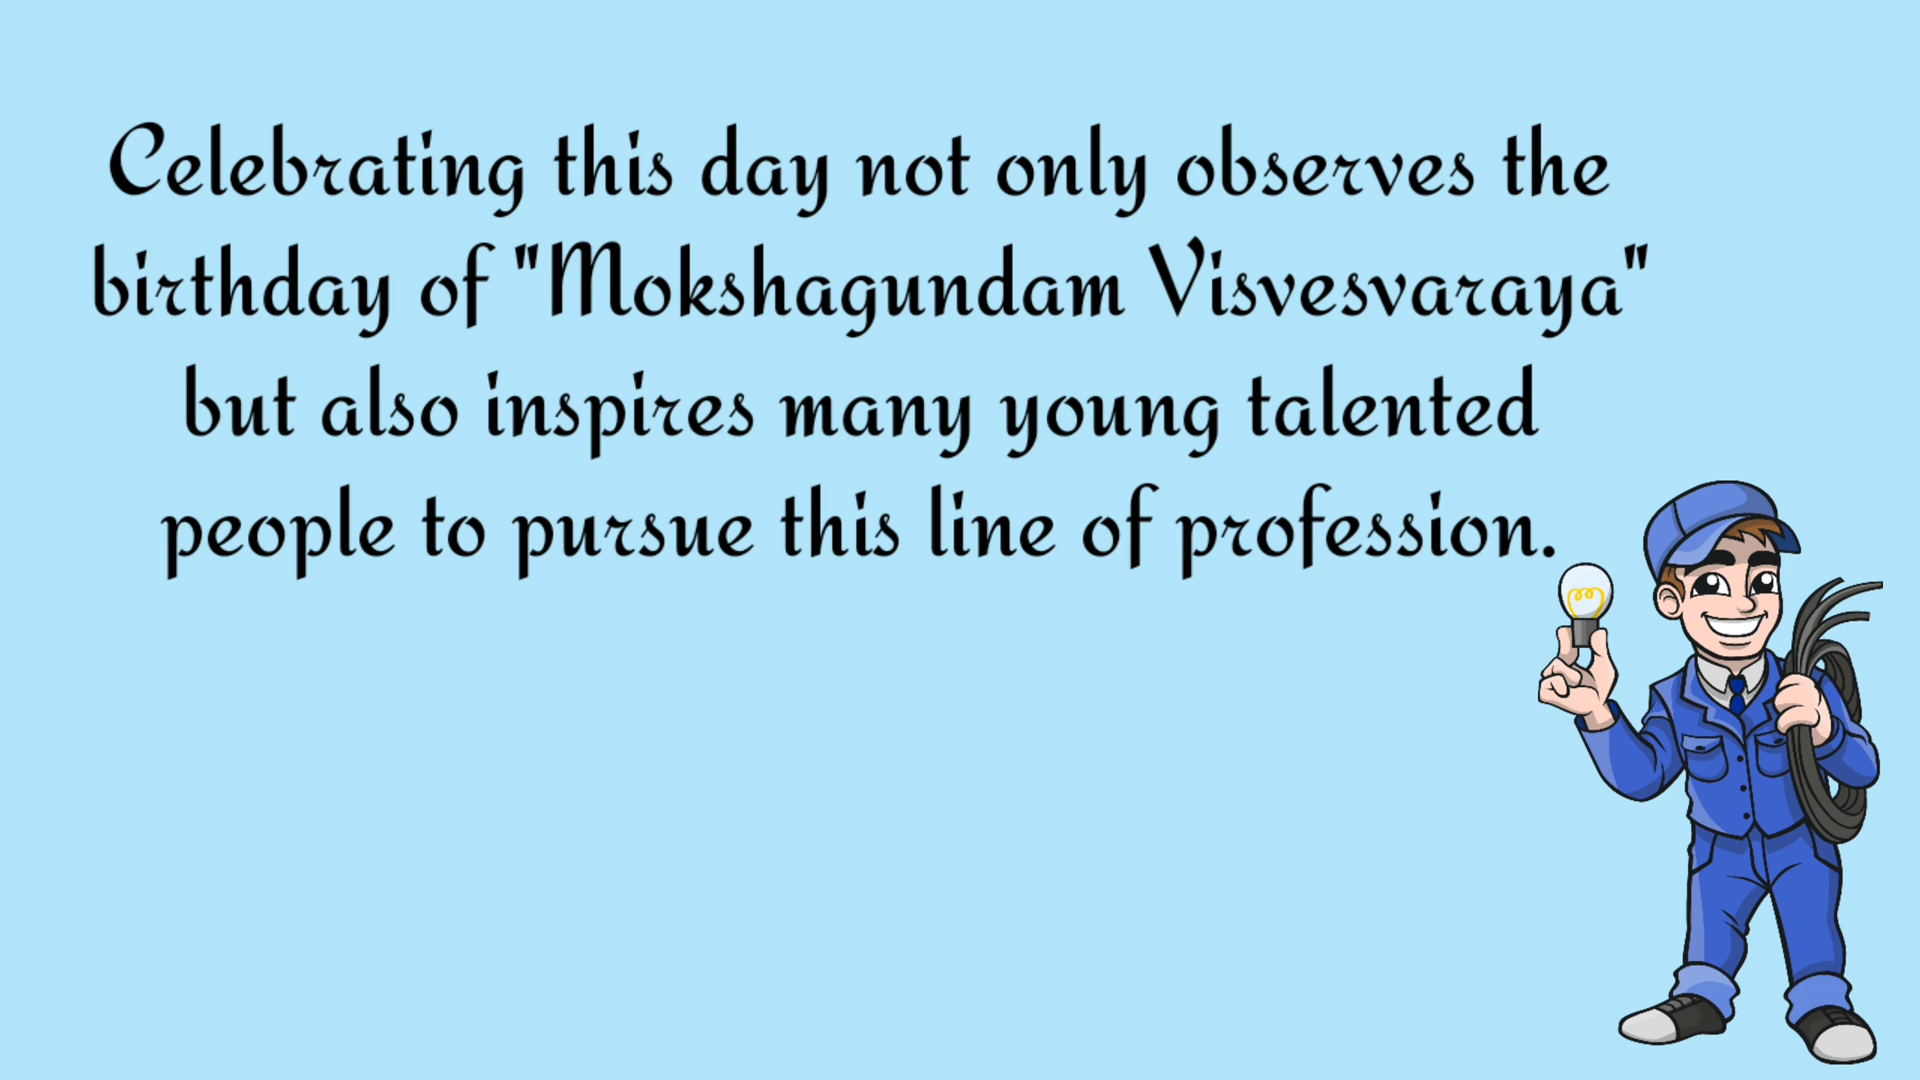 Celebrating this day not only observes the
birthday of "Mokshagundam Visvesvaraya"
but also inspires many young talented
people to pursue this line of profession.